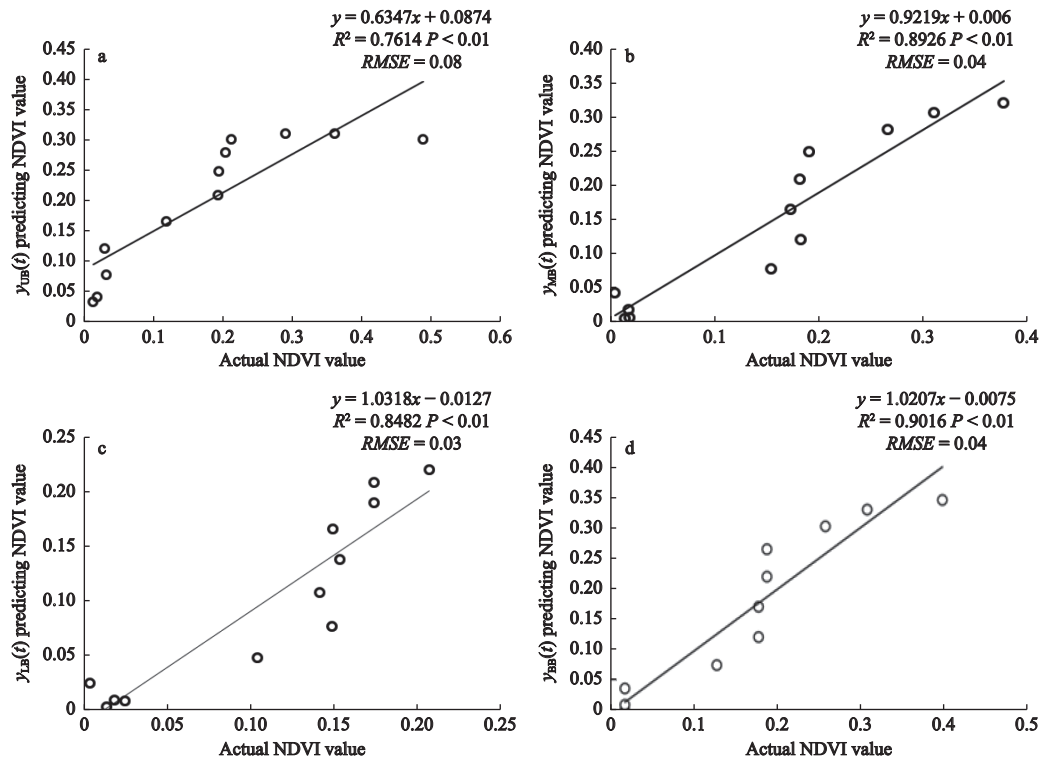 y = 0.6347x + 0.0874
R² = 0.7614 P < 0.01
RMSE = 0.08
a
0.45
0.40
0.35
0.30
0.25
0.20
0.15
0.10
0.05
0
y_UB(t) predicting NDVI value
0 0.1 0.2 0.3 0.4 0.5 0.6
Actual NDVI value
y = 0.9219x + 0.006
R² = 0.8926 P < 0.01
RMSE = 0.04
b
0.40
0.35
0.30
0.25
0.20
0.15
0.10
0.05
0
y_MB(t) predicting NDVI value
0 0.1 0.2 0.3 0.4
Actual NDVI value
y = 1.0318x − 0.0127
R² = 0.8482 P < 0.01
RMSE = 0.03
c
0.25
0.20
0.15
0.10
0.05
0
y_LB(t) predicting NDVI value
0 0.05 0.10 0.15 0.20 0.25
Actual NDVI value
y = 1.0207x − 0.0075
R² = 0.9016 P < 0.01
RMSE = 0.04
d
0.45
0.40
0.35
0.30
0.25
0.20
0.15
0.10
0.05
0
y_BB(t) predicting NDVI value
0 0.1 0.2 0.3 0.4 0.5
Actual NDVI value